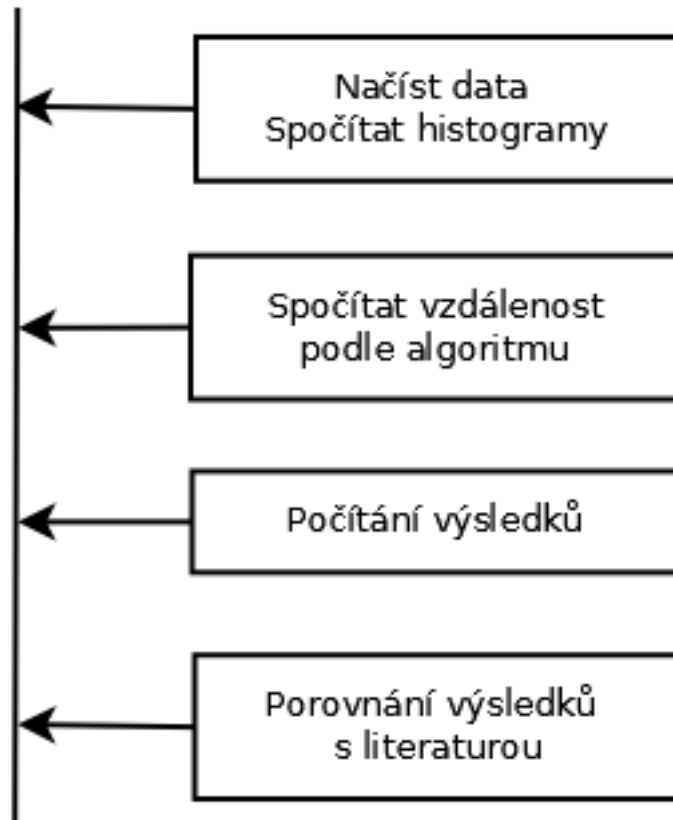 Načíst data
Spočítat histogramy
Spočítat vzdálenost
podle algoritmu
Počítání výsledků
Porovnání výsledků
s literaturou